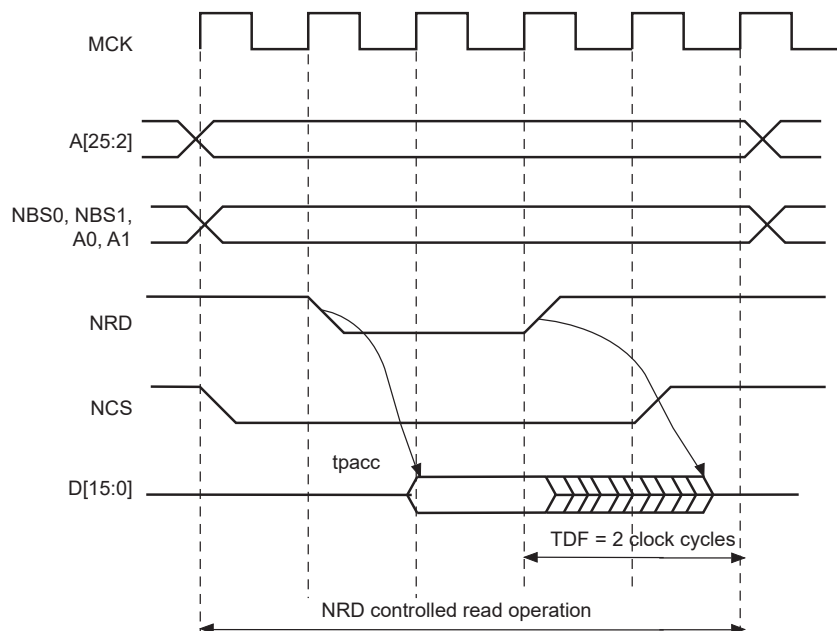 MCK
A[25:2]
NBS0, NBS1,
A0, A1
NRD
NCS
tpacc
D[15:0]
TDF = 2 clock cycles
NRD controlled read operation